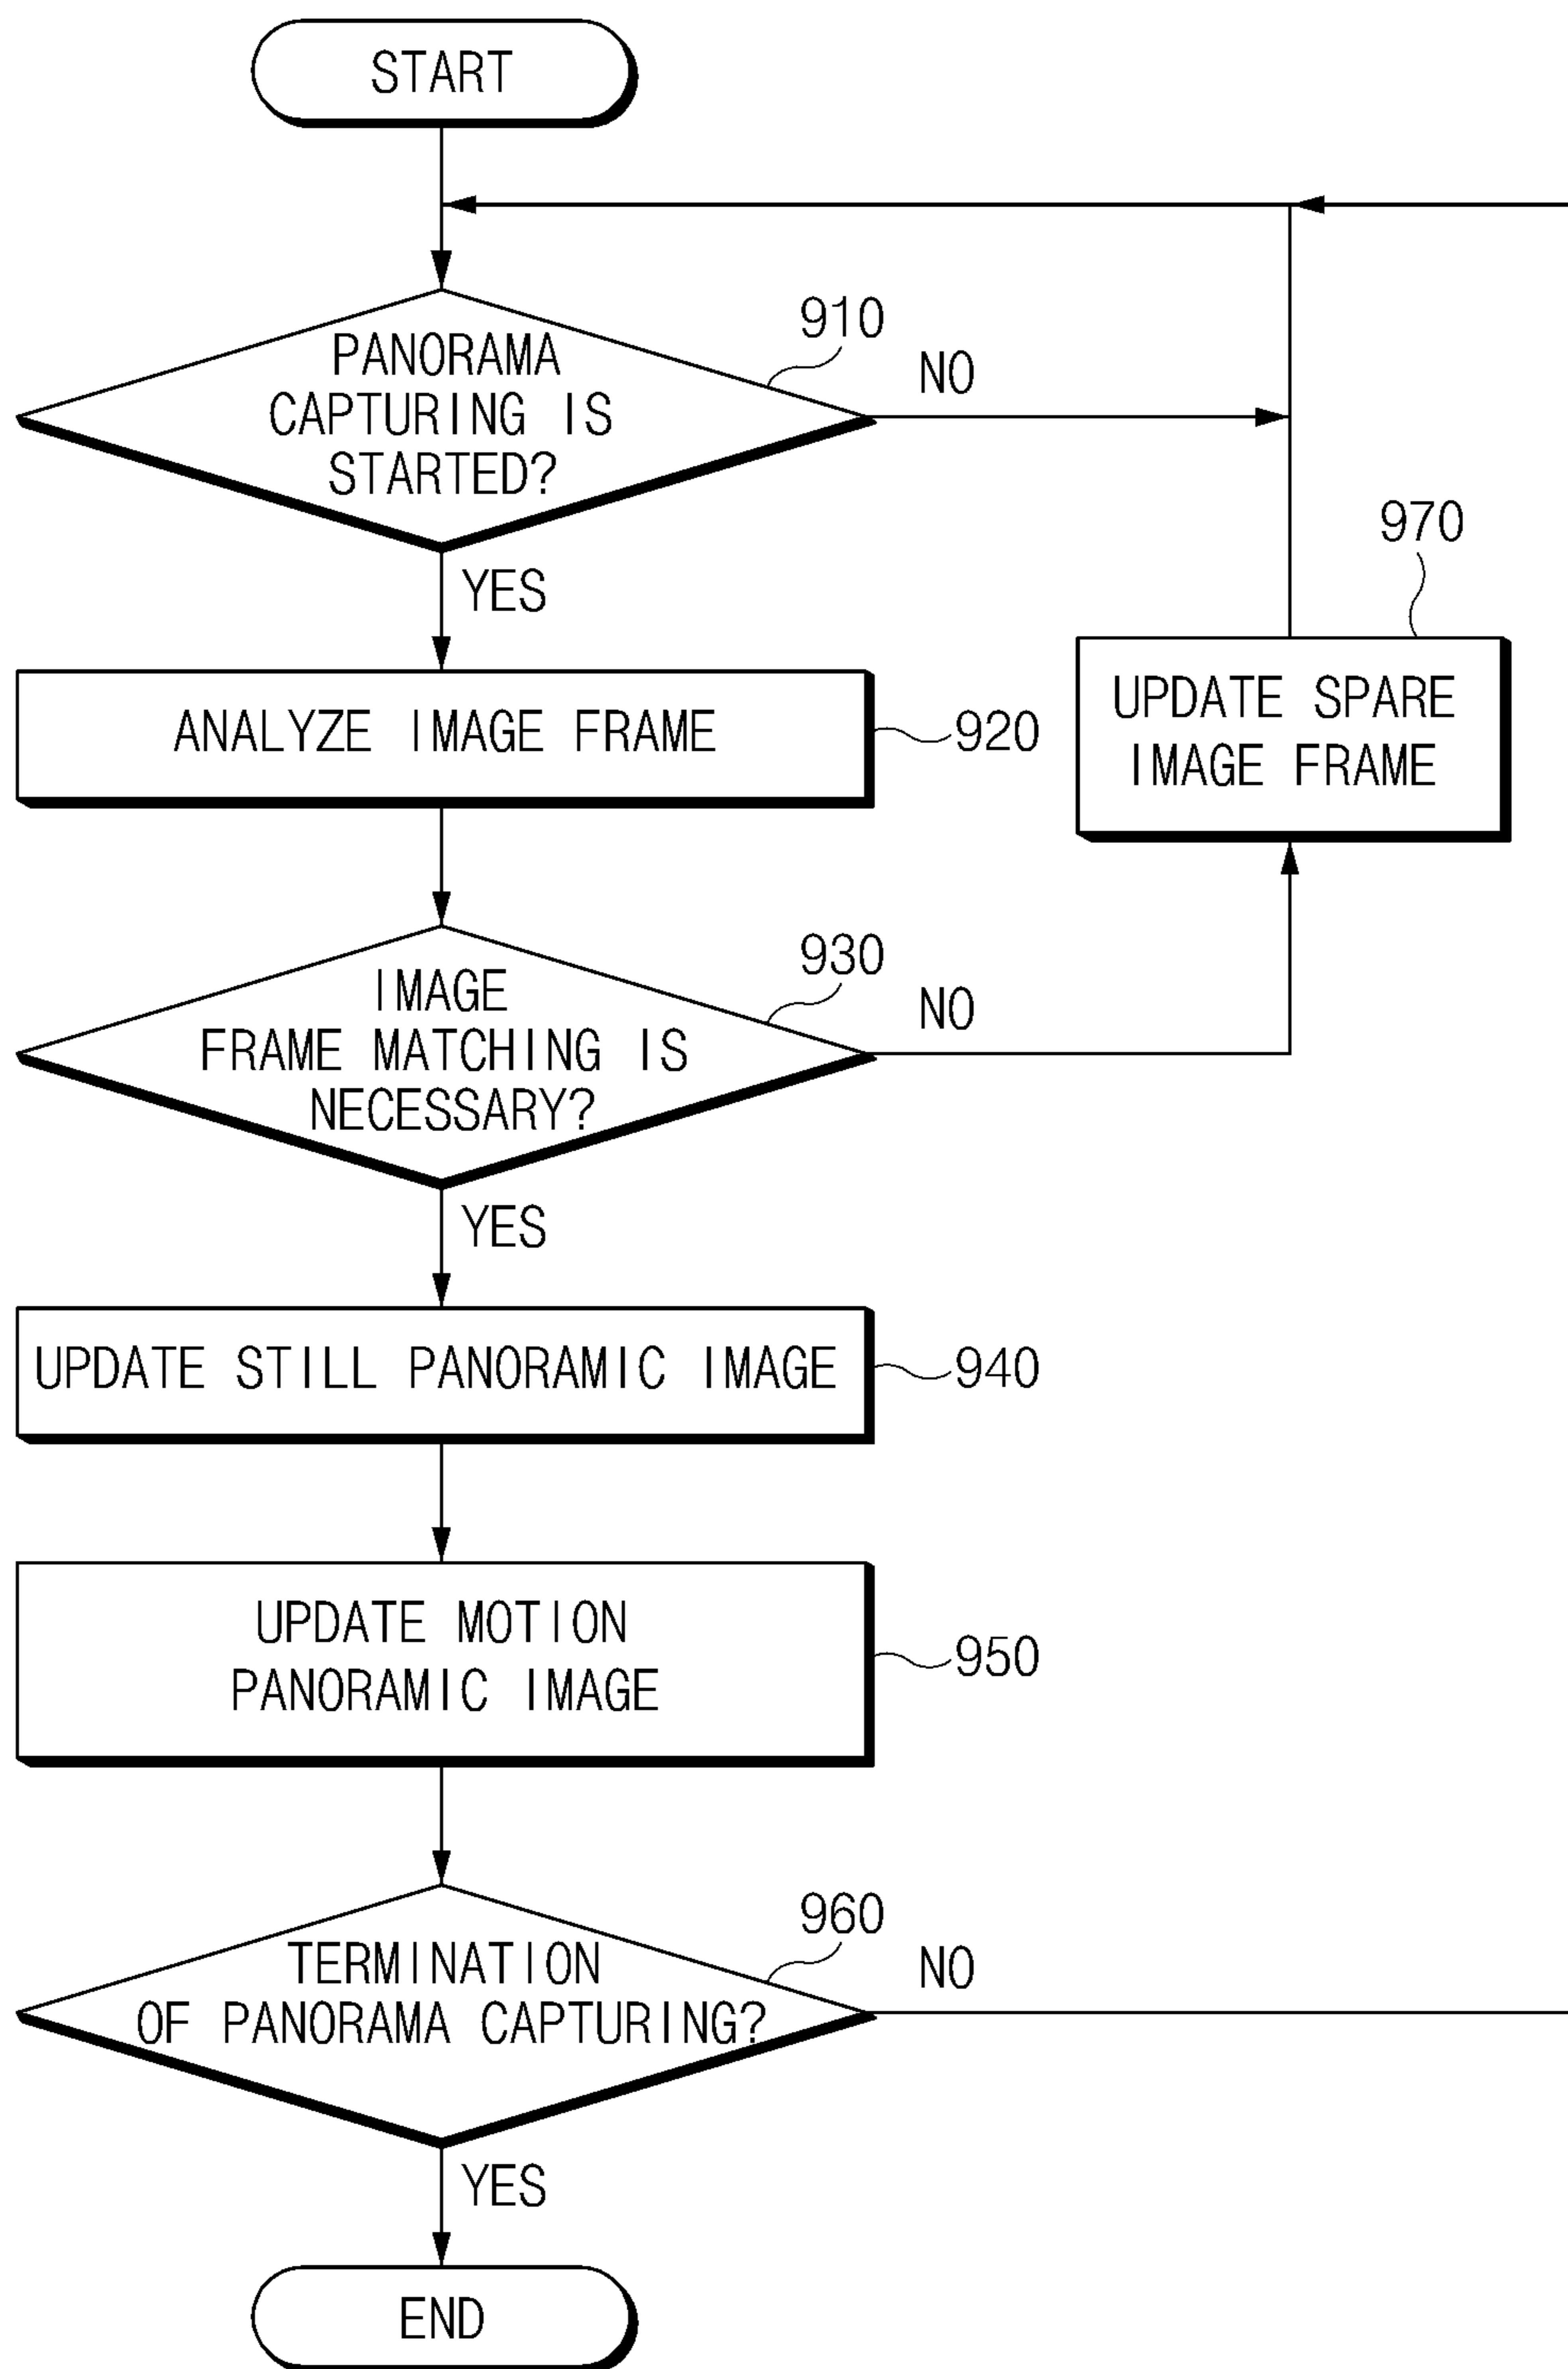 START
910
PANORAMA
CAPTURING IS
STARTED?
NO
YES
970
UPDATE SPARE
IMAGE FRAME
ANALYZE IMAGE FRAME
920
930
IMAGE
FRAME MATCHING IS
NECESSARY?
NO
YES
UPDATE STILL PANORAMIC IMAGE
940
UPDATE MOTION
PANORAMIC IMAGE
950
960
TERMINATION
OF PANORAMA CAPTURING?
NO
YES
END